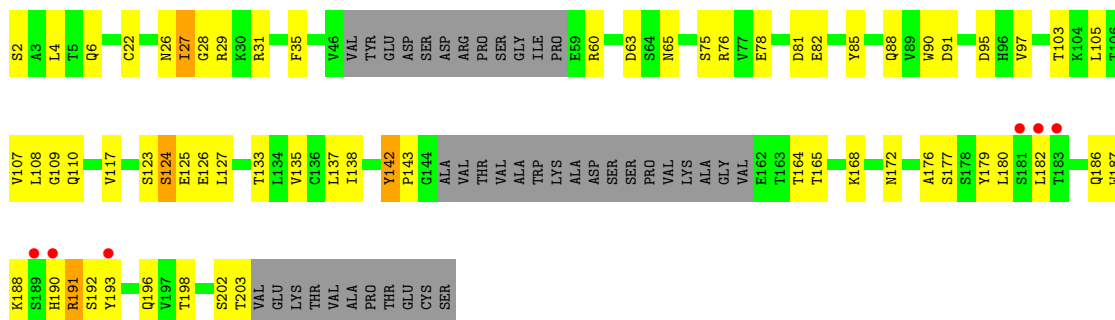 S2 A3 L4 T5 Q6 C22 N26 I27 G28 R29 K30 R31 F35 V46 VAL TYR GLU ASP SER ASP ARG PRO SER GLY ILE PRO E59 R60 D63 S64 N65 S75 R76 V77 E78 D81 E82 Y85 Q88 V89 W90 D91 D95 H96 V97 T103 K104 L105 T106
V107 L108 G109 Q110 V117 S123 S124 E125 E126 L127 T133 L134 V135 C136 L137 I138 Y142 P143 G144 ALA VAL THR VAL ALA TRP LYS ALA ASP SER SER PRO VAL LYS ALA GLY VAL E162 T163 T164 T165 K168 N172 A176 S177 S178 Y179 L180 S181 L182 T183 Q186 W187
K188 S189 H190 R191 S192 Y193 Q196 V197 T198 S202 T203 VAL GLU LYS THR VAL ALA PRO THR GLU CYS SER